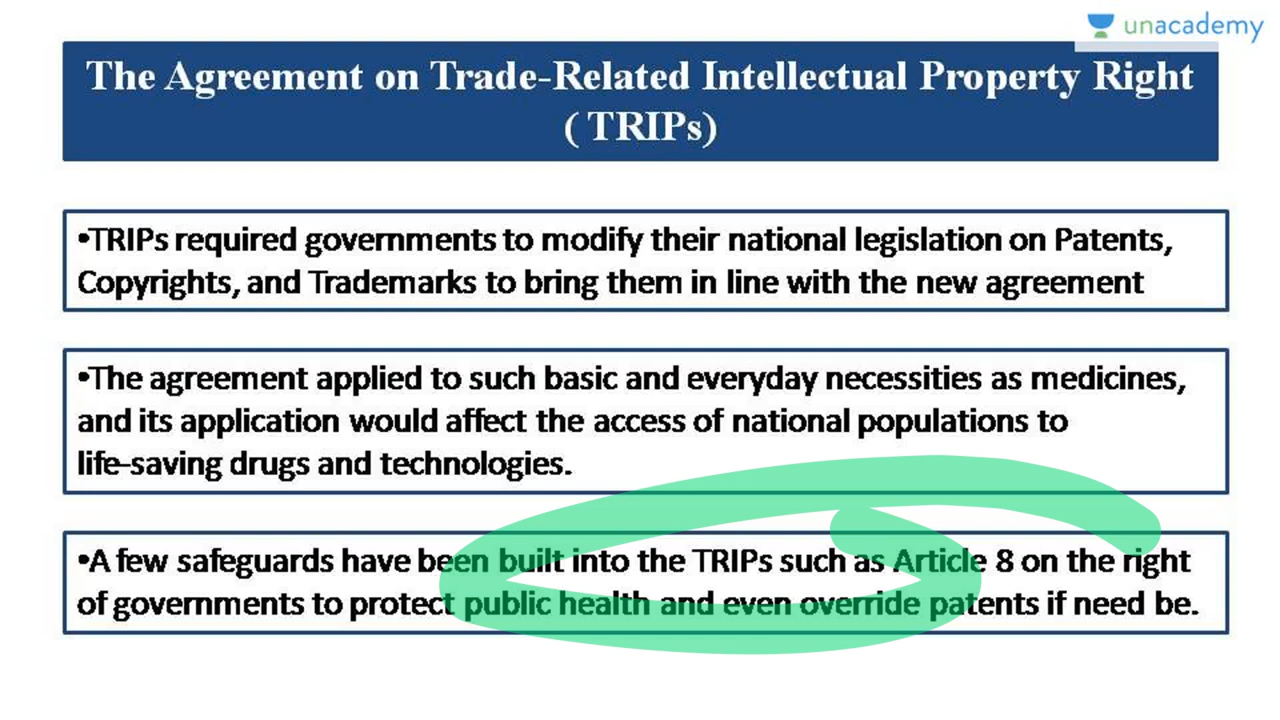 unacademy
The Agreement on Trade-Related Intellectual Property Right
( TRIPs)
•TRIPs required governments to modify their national legislation on Patents,
Copyrights, and Trademarks to bring them in line with the new agreement
•The agreement applied to such basic and everyday necessities as medicines,
and its application would affect the access of national populations to
life-saving drugs and technologies.
•A few safeguards have been built into the TRIPs such as Article 8 on the right
of governments to protect public health and even override patents if need be.